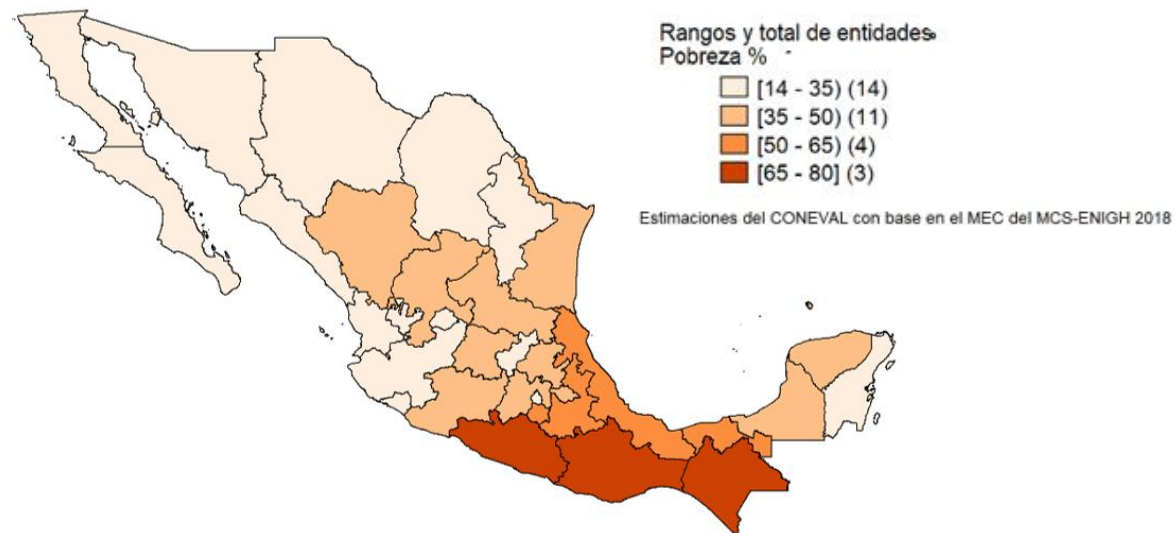 Rangos y total de entidades
Pobreza %
[14 - 35) (14)
[35 - 50) (11)
[50 - 65) (4)
[65 - 80] (3)
Estimaciones del CONEVAL con base en el MEC del MCS-ENIGH 2018